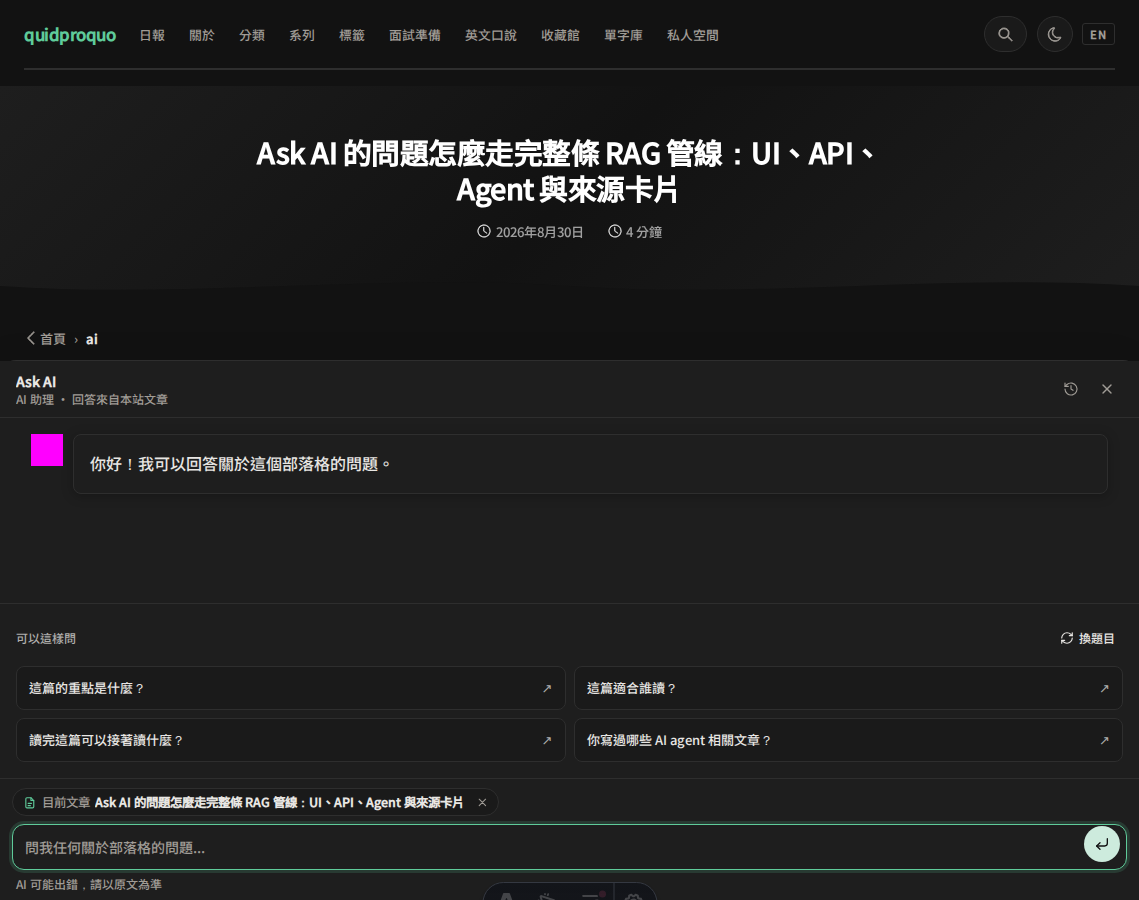 quidproquo 日報 關於 分類 系列 標籤 面試準備 英文口說 收藏館 單字庫 私人空間 EN
Ask AI 的問題怎麼走完整條 RAG 管線：UI、API、
Agent 與來源卡片
2026年8月30日 4 分鐘
首頁 › ai
Ask AI
AI 助理 · 回答來自本站文章
你好！我可以回答關於這個部落格的問題。
可以這樣問 換題目
這篇的重點是什麼？ ↗ 這篇適合誰讀？ ↗
讀完這篇可以接著讀什麼？ ↗ 你寫過哪些 AI agent 相關文章？ ↗
目前文章 Ask AI 的問題怎麼走完整條 RAG 管線：UI、API、Agent 與來源卡片
問我任何關於部落格的問題...
AI 可能出錯，請以原文為準